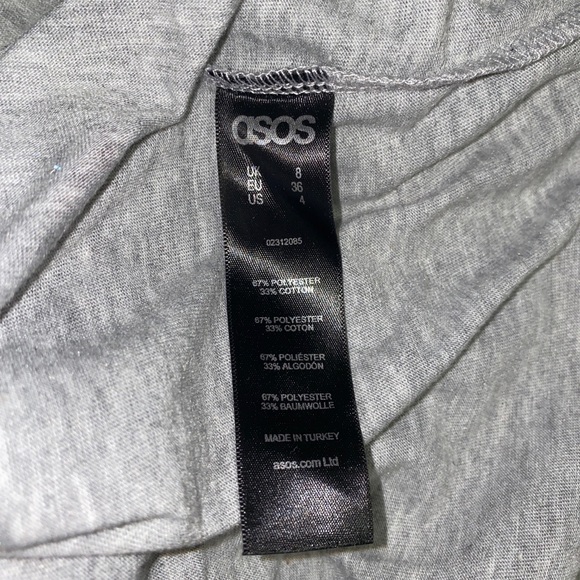 asos
UK 8
EU 36
US 4
02312085
67% POLYESTER
33% COTTON
67% POLYESTER
33% COTON
67% POLIÉSTER
33% ALGODÓN
67% POLYESTER
33% BAUMWOLLE
MADE IN TURKEY
asos.com Ltd